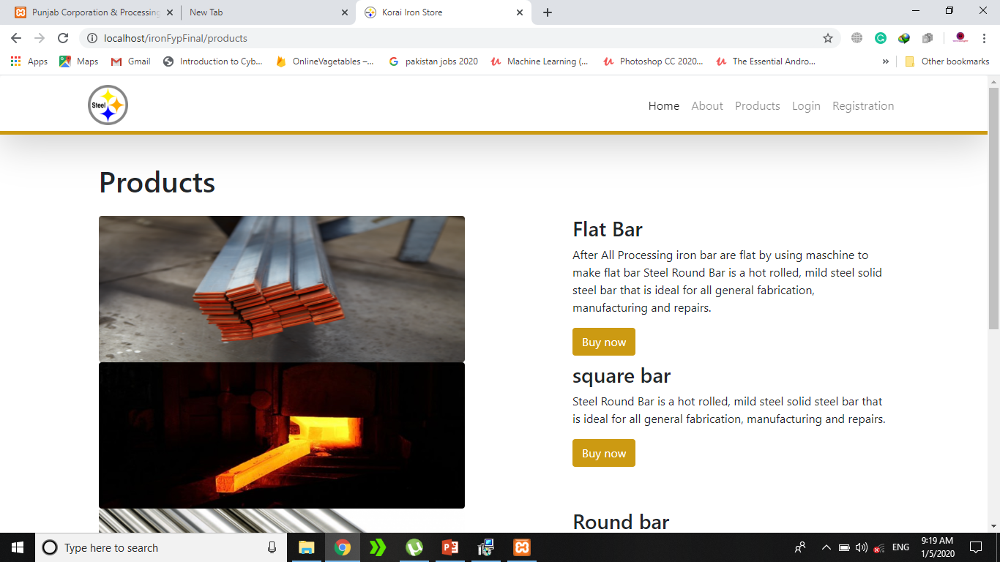 Punjab Corporation & Processing
New Tab
Korai Iron Store
localhost/ironFypFinal/products
Apps
Maps
Gmail
Introduction to Cyb...
OnlineVagetables –...
pakistan jobs 2020
Machine Learning (...
Photoshop CC 2020...
The Essential Andro...
»
Other bookmarks
Steel
Home
About
Products
Login
Registration
Products
Flat Bar
After All Processing iron bar are flat by using maschine to
make flat bar Steel Round Bar is a hot rolled, mild steel solid
steel bar that is ideal for all general fabrication,
manufacturing and repairs.
Buy now
square bar
Steel Round Bar is a hot rolled, mild steel solid steel bar that
is ideal for all general fabrication, manufacturing and repairs.
Buy now
Round bar
Type here to search
ENG
9:19 AM
1/5/2020